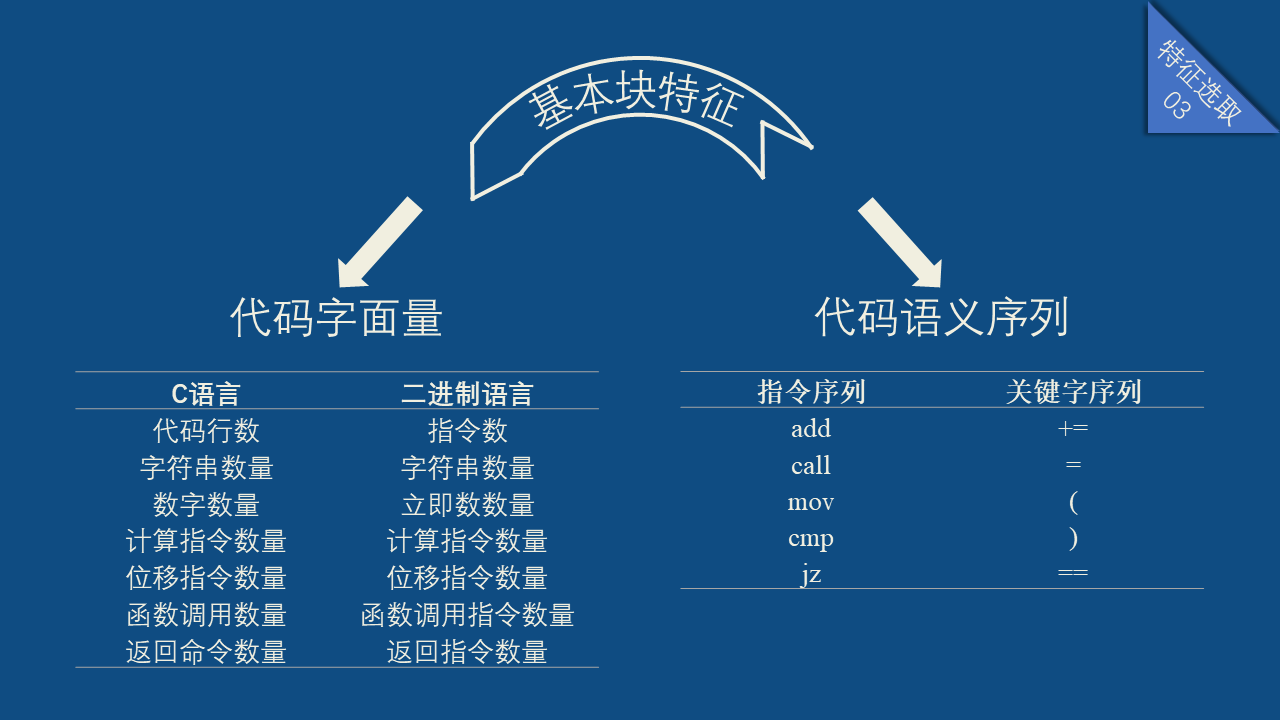 特征选取
03
基本块特征
代码字面量
C语言 二进制语言
代码行数 指令数
字符串数量 字符串数量
数字数量 立即数数量
计算指令数量 计算指令数量
位移指令数量 位移指令数量
函数调用数量 函数调用指令数量
返回命令数量 返回指令数量
代码语义序列
指令序列 关键字序列
add +=
call =
mov (
cmp )
jz ==